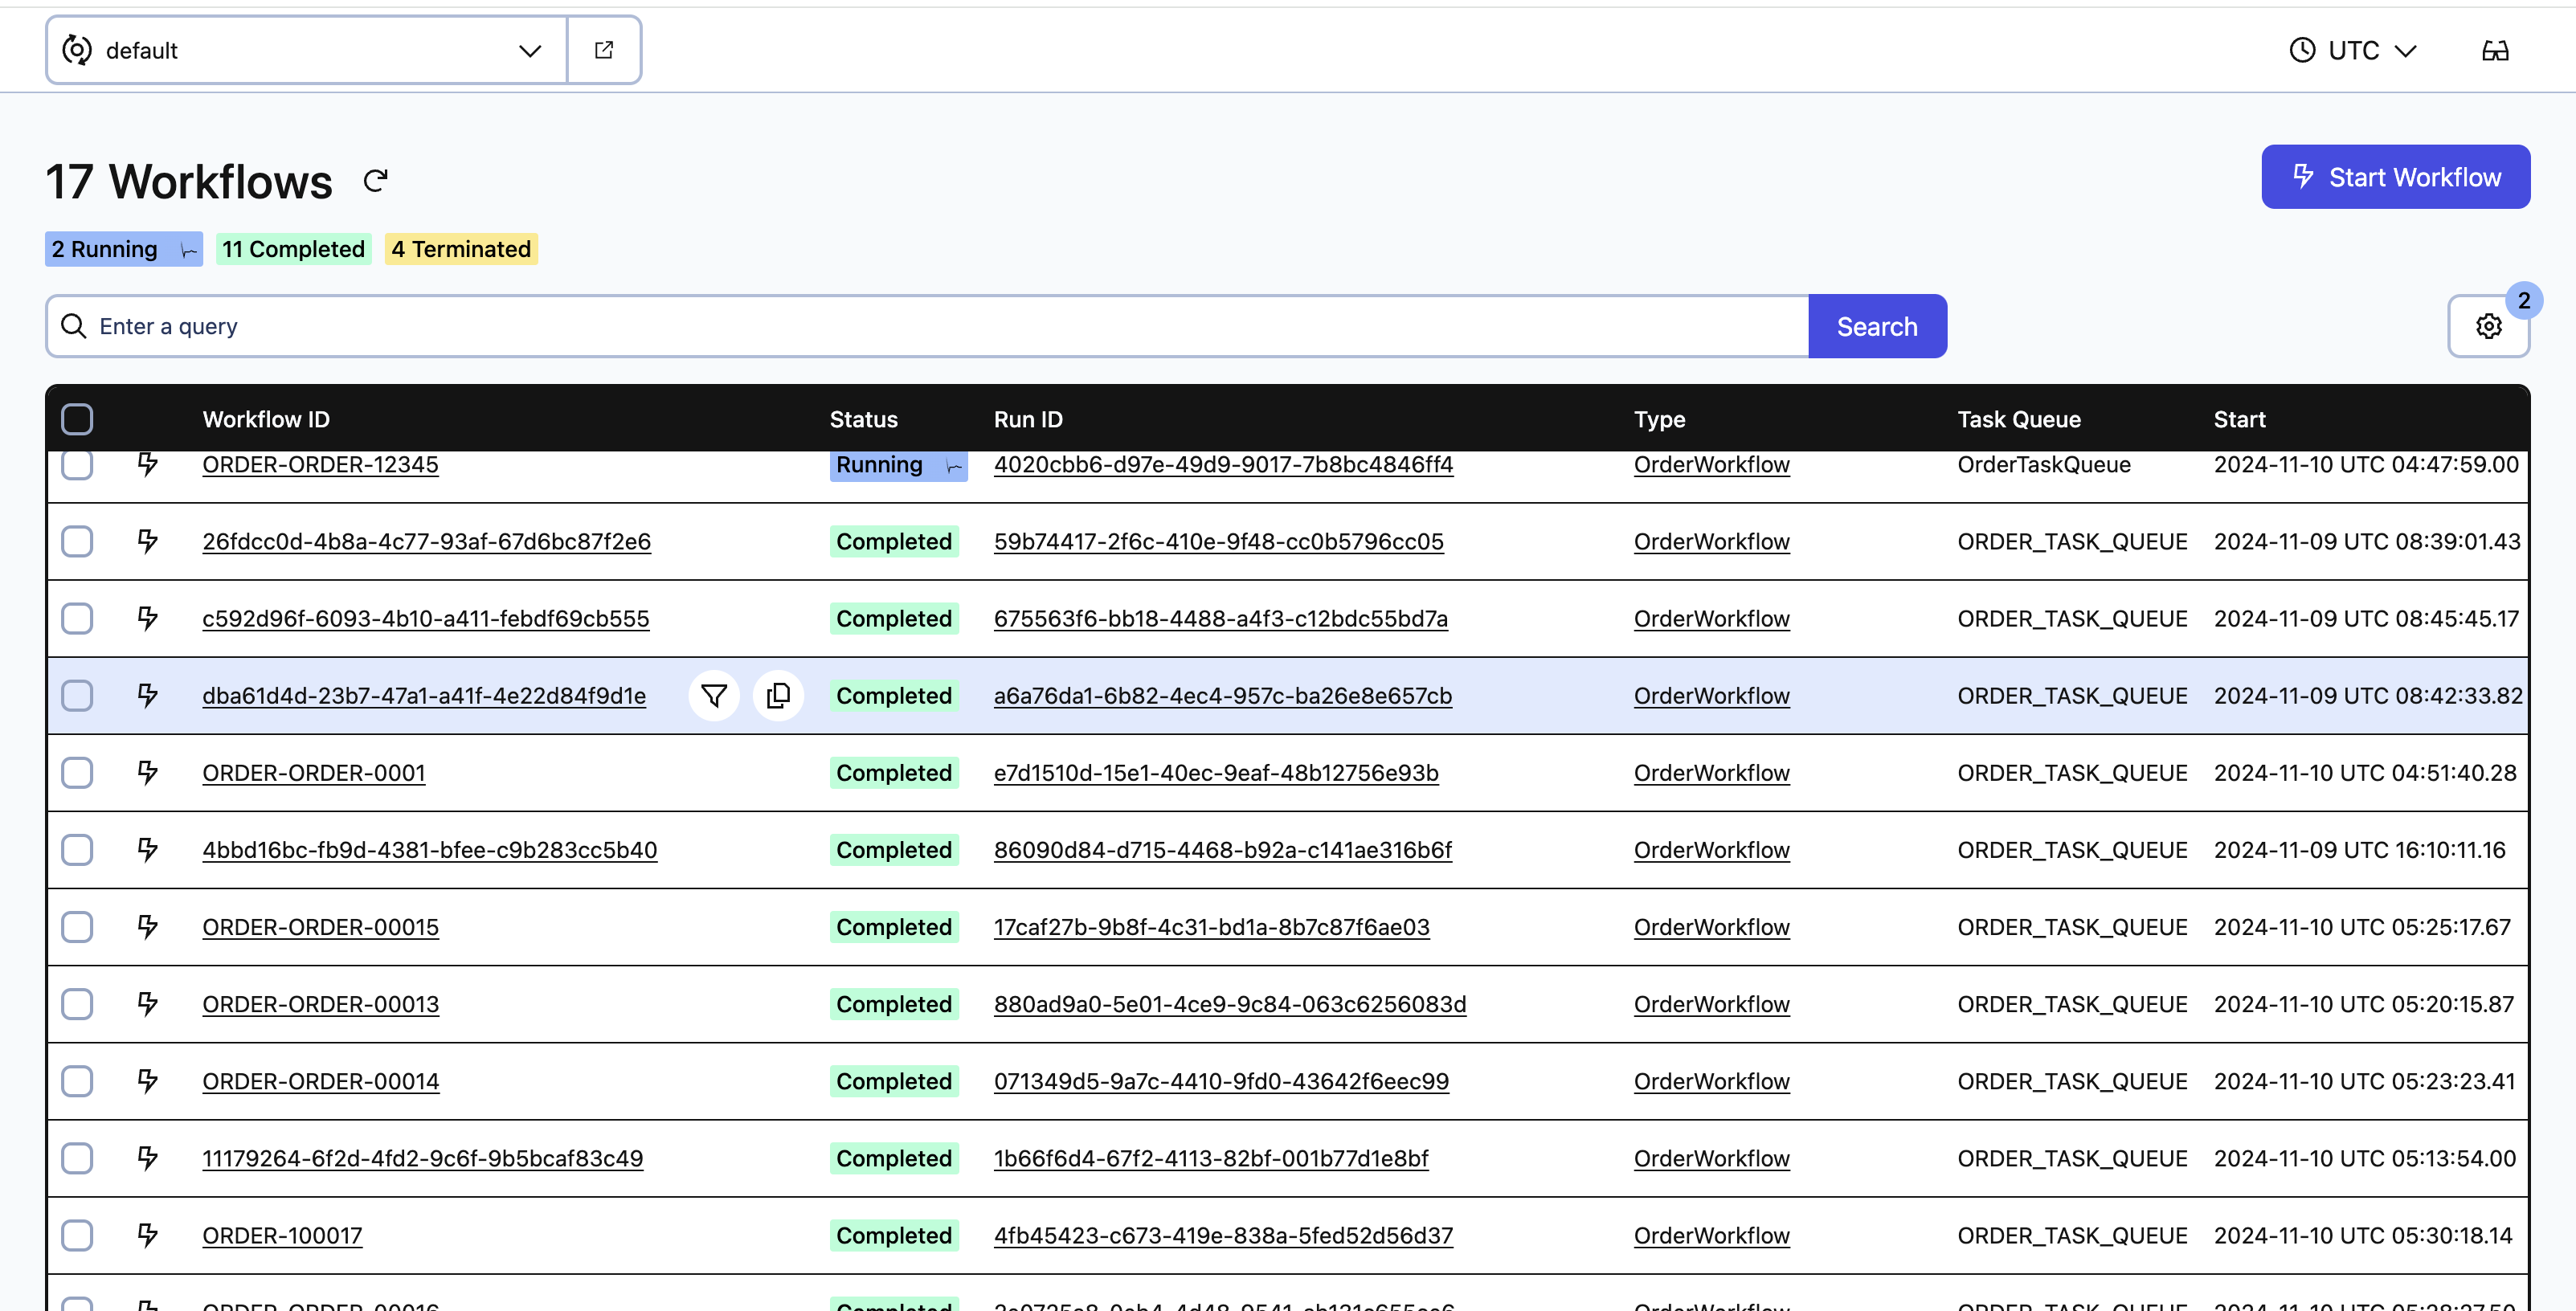 default
UTC
17 Workflows
Start Workflow
2 Running 11 Completed 4 Terminated
Enter a query Search 2
Workflow ID Status Run ID Type Task Queue Start
ORDER-ORDER-12345 Running 4020cbb6-d97e-49d9-9017-7b8bc4846ff4 OrderWorkflow OrderTaskQueue 2024-11-10 UTC 04:47:59.00
26fdcc0d-4b8a-4c77-93af-67d6bc87f2e6 Completed 59b74417-2f6c-410e-9f48-cc0b5796cc05 OrderWorkflow ORDER_TASK_QUEUE 2024-11-09 UTC 08:39:01.43
c592d96f-6093-4b10-a411-febdf69cb555 Completed 675563f6-bb18-4488-a4f3-c12bdc55bd7a OrderWorkflow ORDER_TASK_QUEUE 2024-11-09 UTC 08:45:45.17
dba61d4d-23b7-47a1-a41f-4e22d84f9d1e Completed a6a76da1-6b82-4ec4-957c-ba26e8e657cb OrderWorkflow ORDER_TASK_QUEUE 2024-11-09 UTC 08:42:33.82
ORDER-ORDER-0001 Completed e7d1510d-15e1-40ec-9eaf-48b12756e93b OrderWorkflow ORDER_TASK_QUEUE 2024-11-10 UTC 04:51:40.28
4bbd16bc-fb9d-4381-bfee-c9b283cc5b40 Completed 86090d84-d715-4468-b92a-c141ae316b6f OrderWorkflow ORDER_TASK_QUEUE 2024-11-09 UTC 16:10:11.16
ORDER-ORDER-00015 Completed 17caf27b-9b8f-4c31-bd1a-8b7c87f6ae03 OrderWorkflow ORDER_TASK_QUEUE 2024-11-10 UTC 05:25:17.67
ORDER-ORDER-00013 Completed 880ad9a0-5e01-4ce9-9c84-063c6256083d OrderWorkflow ORDER_TASK_QUEUE 2024-11-10 UTC 05:20:15.87
ORDER-ORDER-00014 Completed 071349d5-9a7c-4410-9fd0-43642f6eec99 OrderWorkflow ORDER_TASK_QUEUE 2024-11-10 UTC 05:23:23.41
11179264-6f2d-4fd2-9c6f-9b5bcaf83c49 Completed 1b66f6d4-67f2-4113-82bf-001b77d1e8bf OrderWorkflow ORDER_TASK_QUEUE 2024-11-10 UTC 05:13:54.00
ORDER-100017 Completed 4fb45423-c673-419e-838a-5fed52d56d37 OrderWorkflow ORDER_TASK_QUEUE 2024-11-10 UTC 05:30:18.14
ORDER-ORDER-00016 Completed OrderWorkflow ORDER_TASK_QUEUE 2024-11-10 UTC